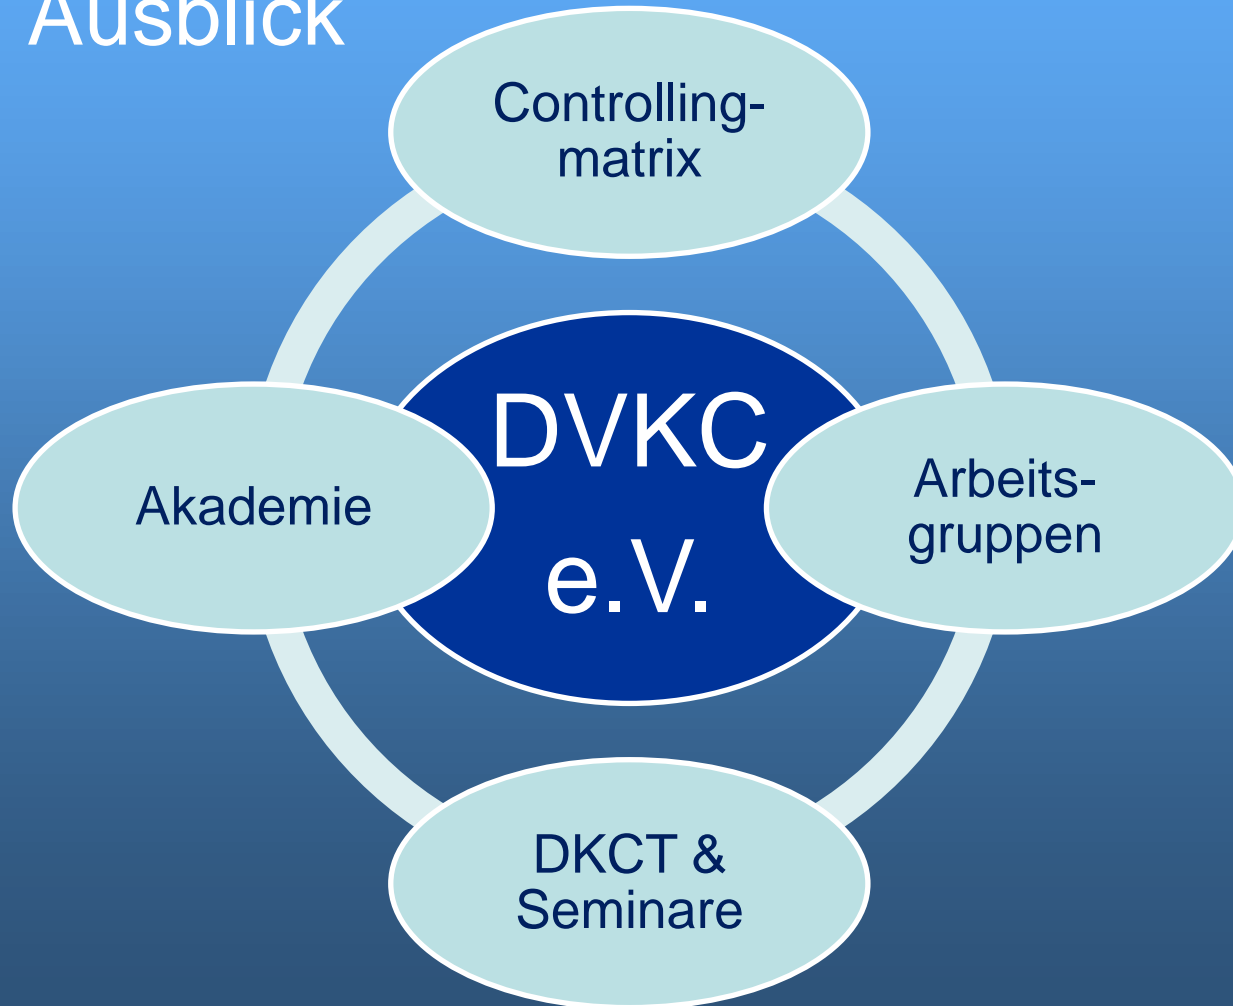 Ausblick
Controlling-
matrix
DVKC
e.V.
Akademie
Arbeits-
gruppen
DKCT &
Seminare